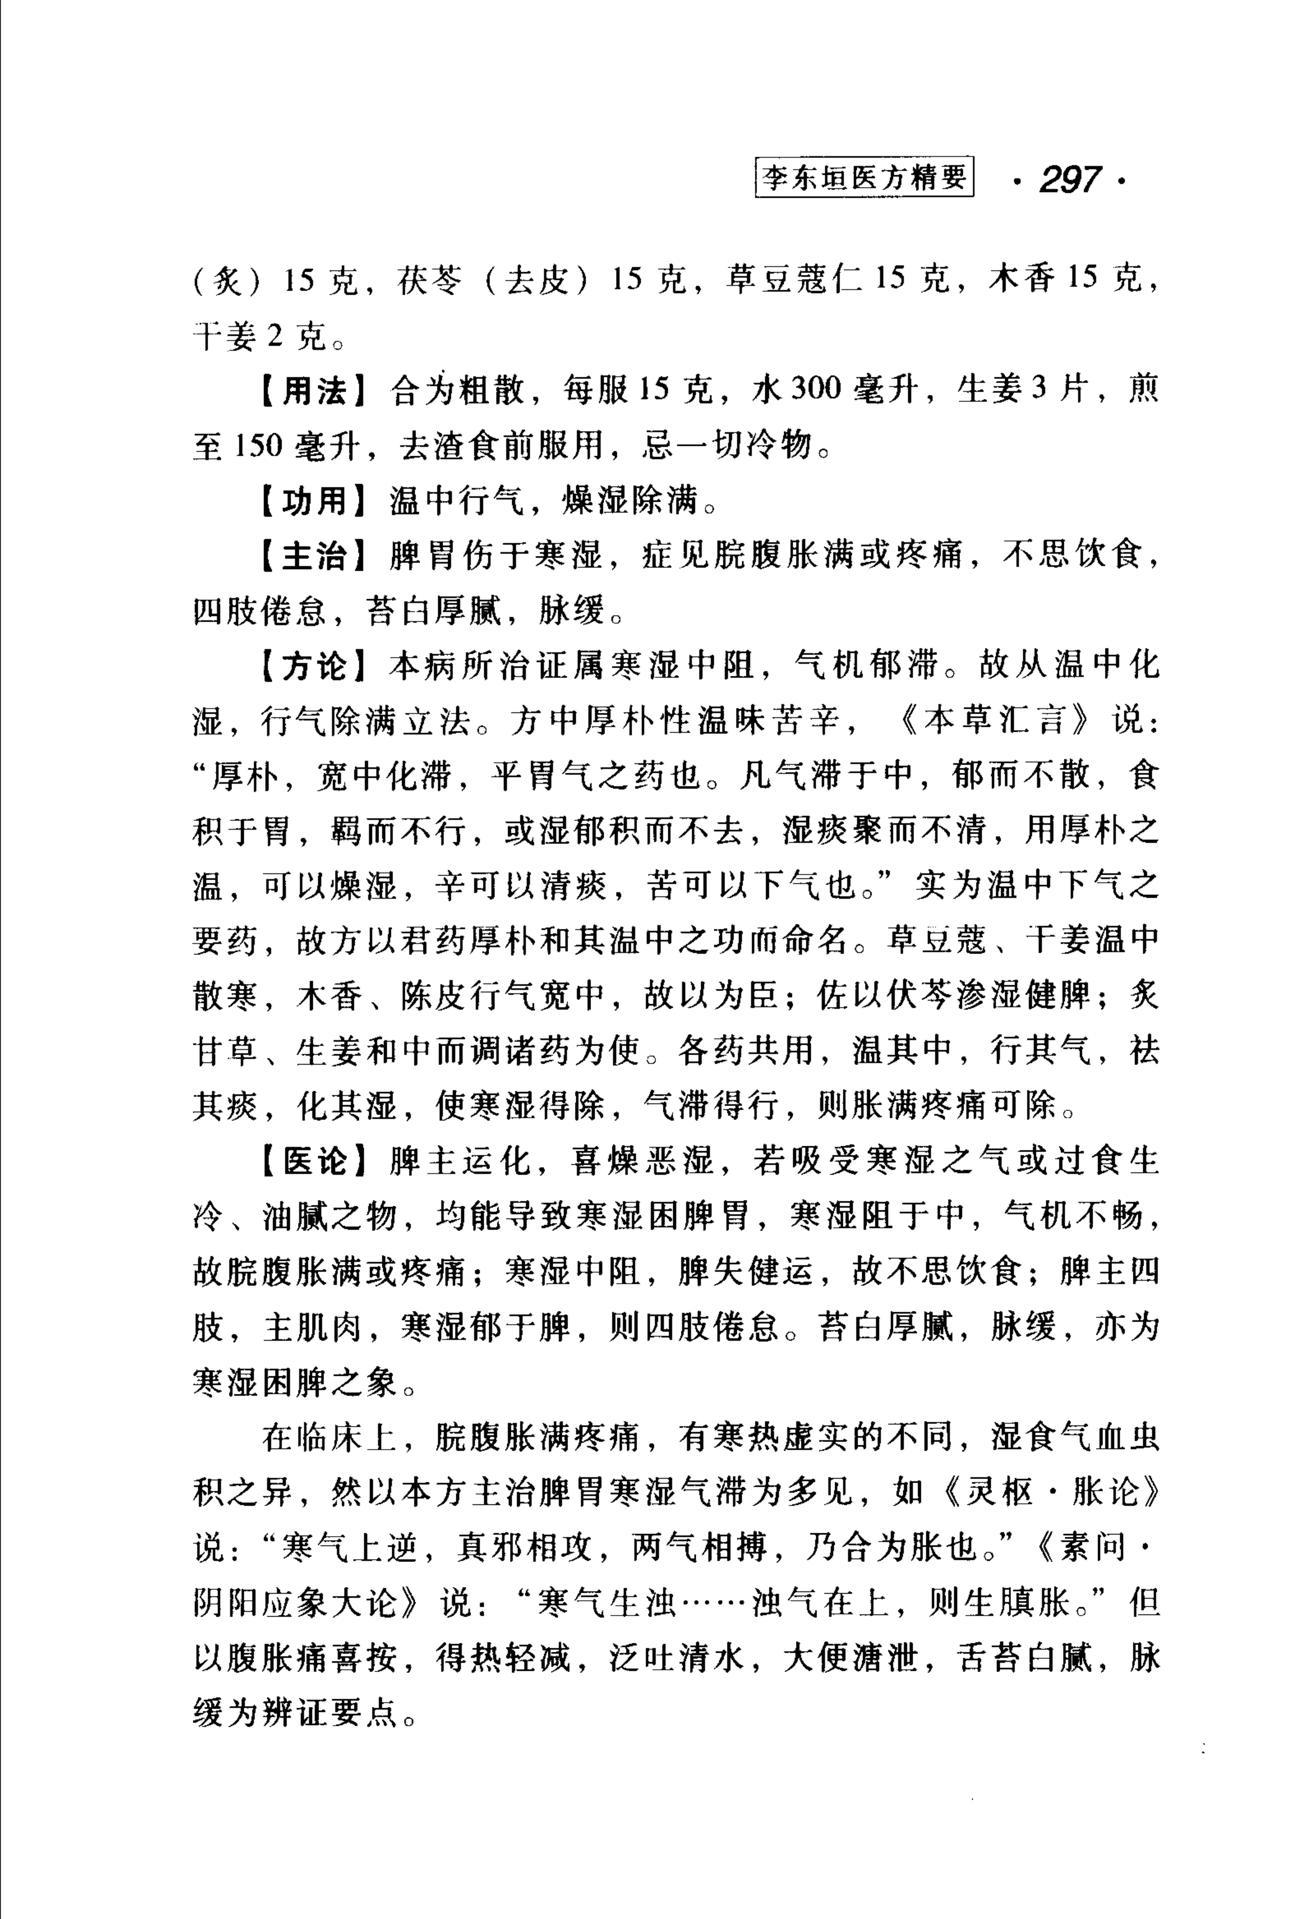 李东垣医方精要 · 297 ·
（炙）15 克，茯苓（去皮）15 克，草豆蔻仁 15 克，木香 15 克，
干姜 2 克。
【用法】合为粗散，每服 15 克，水 300 毫升，生姜 3 片，煎
至 150 毫升，去渣食前服用，忌一切冷物。
【功用】温中行气，燥湿除满。
【主治】脾胃伤于寒湿，症见脘腹胀满或疼痛，不思饮食，
四肢倦怠，苔白厚腻，脉缓。
【方论】本病所治证属寒湿中阻，气机郁滞。故从温中化
湿，行气除满立法。方中厚朴性温味苦辛，《本草汇言》说：
“厚朴，宽中化滞，平胃气之药也。凡气滞于中，郁而不散，食
积于胃，羁而不行，或湿郁积而不去，湿痰聚而不清，用厚朴之
温，可以燥湿，辛可以清痰，苦可以下气也。”实为温中下气之
要药，故方以君药厚朴和其温中之功而命名。草豆蔻、干姜温中
散寒，木香、陈皮行气宽中，故以为臣；佐以伏苓渗湿健脾；炙
甘草、生姜和中而调诸药为使。各药共用，温其中，行其气，祛
其痰，化其湿，使寒湿得除，气滞得行，则胀满疼痛可除。
【医论】脾主运化，喜燥恶湿，若吸受寒湿之气或过食生
冷、油腻之物，均能导致寒湿困脾胃，寒湿阻于中，气机不畅，
故脘腹胀满或疼痛；寒湿中阻，脾失健运，故不思饮食；脾主四
肢，主肌肉，寒湿郁于脾，则四肢倦怠。苔白厚腻，脉缓，亦为
寒湿困脾之象。
在临床上，脘腹胀满疼痛，有寒热虚实的不同，湿食气血虫
积之异，然以本方主治脾胃寒湿气滞为多见，如《灵枢·胀论》
说：“寒气上逆，真邪相攻，两气相搏，乃合为胀也。”《素问·
阴阳应象大论》说：“寒气生浊……浊气在上，则生䐜胀。”但
以腹胀痛喜按，得热轻减，泛吐清水，大便溏泄，舌苔白腻，脉
缓为辨证要点。